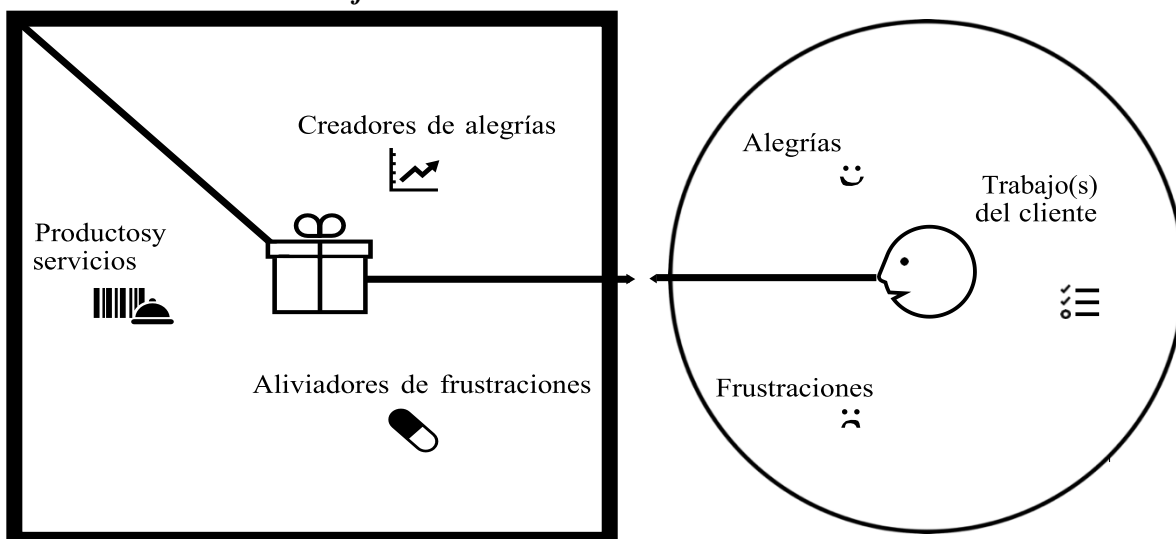 Creadores de alegrías
Productosy
servicios
Aliviadores de frustraciones
Alegrías
Trabajo(s)
del cliente
Frustraciones